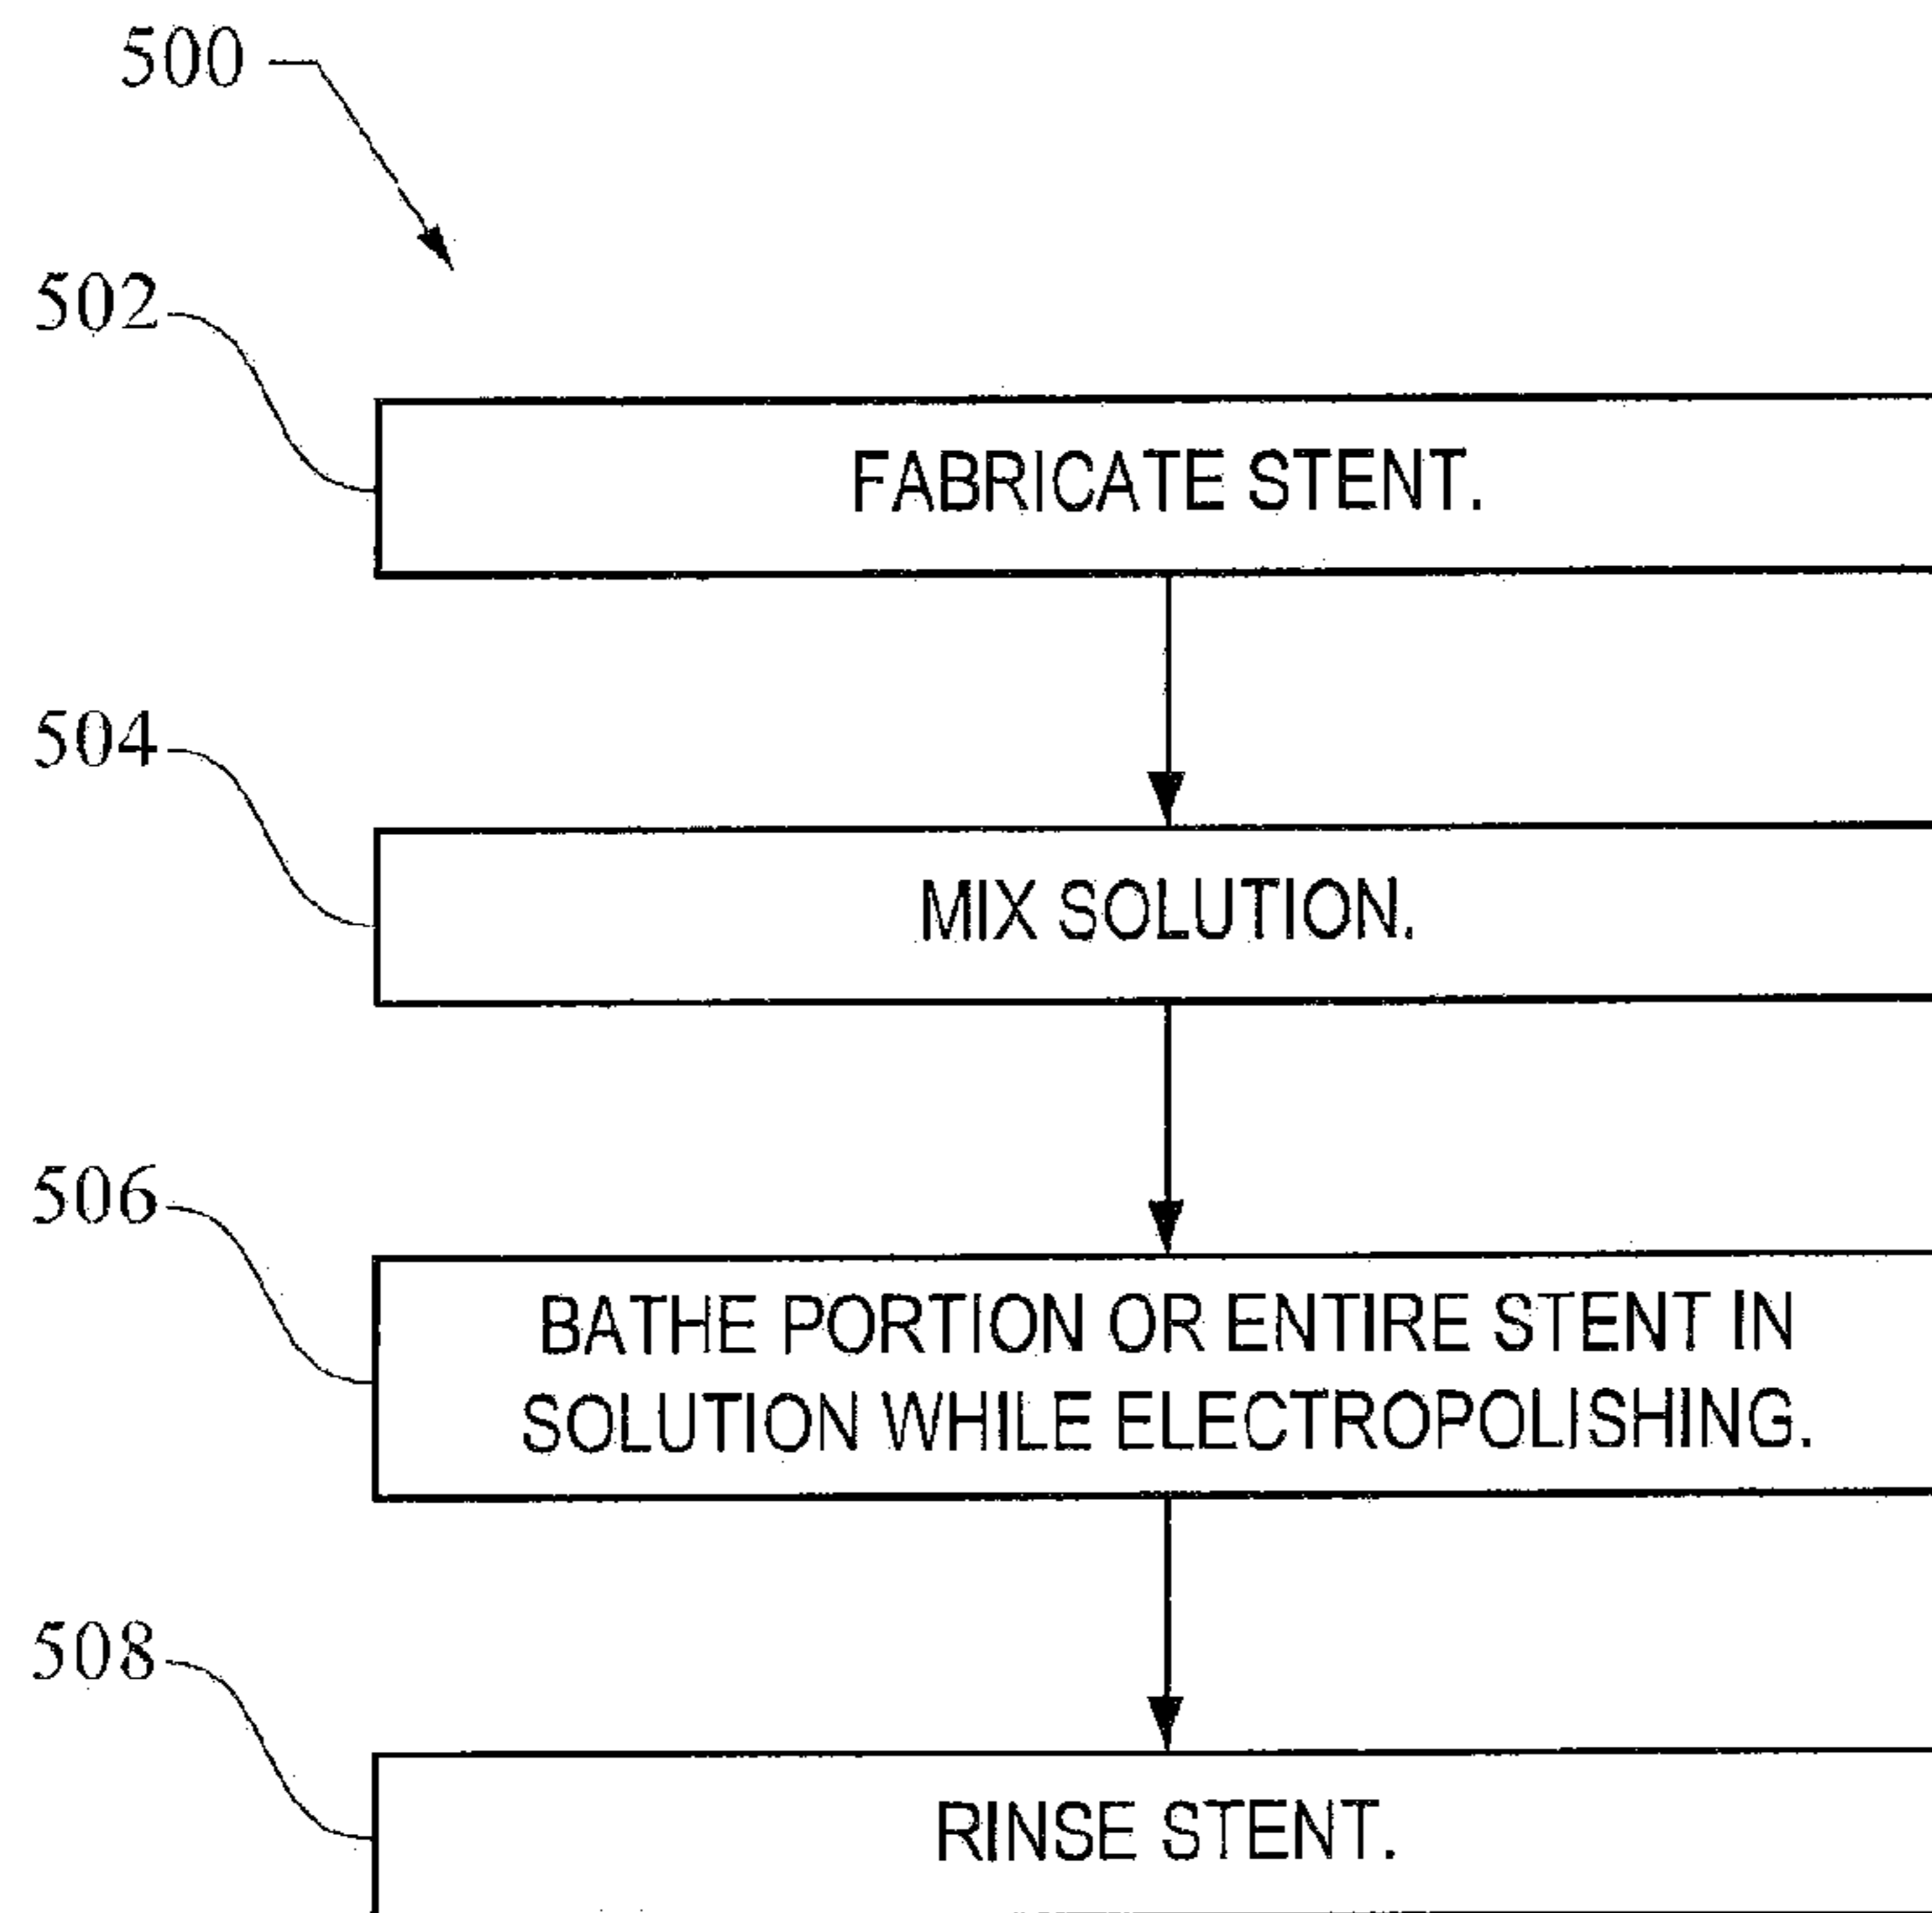 500
502
FABRICATE STENT.
504
MIX SOLUTION.
506
BATHE PORTION OR ENTIRE STENT IN
SOLUTION WHILE ELECTROPOLISHING.
508
RINSE STENT.